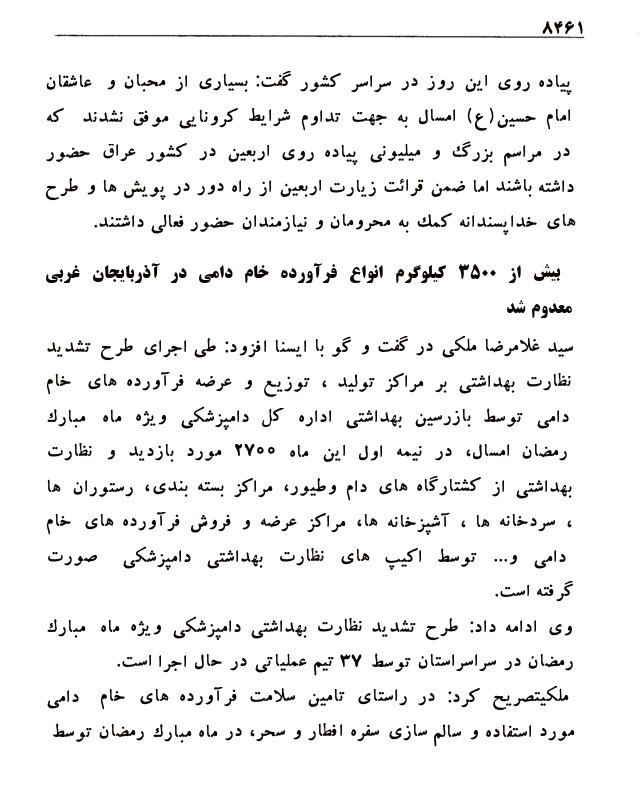 ۸۴۶۱
پیاده روی این روز در سراسر کشور گفت: بسیاری از محبان و عاشقان
امام حسین(ع) امسال به جهت تداوم شرایط کرونایی موفق نشدند که
در مراسم بزرگ و میلیونی پیاده روی اربعین در کشور عراق حضور
داشته باشند اما ضمن قرائت زیارت اربعین از راه دور در پویش ها و طرح
های خداپسندانه کمک به محرومان و نیازمندان حضور فعالی داشتند.
بیش از ۳۵۰۰ کیلوگرم انواع فرآورده خام دامی در آذربایجان غربی
معدوم شد
سید غلامرضا ملکی در گفت و گو با ایسنا افزود: طی اجرای طرح تشدید
نظارت بهداشتی بر مراکز تولید ، توزیع و عرضه فرآورده های خام
دامی توسط بازرسین بهداشتی اداره کل دامپزشکی ویژه ماه مبارک
رمضان امسال، در نیمه اول این ماه ۲۷۰۰ مورد بازدید و نظارت
بهداشتی از کشتارگاه های دام وطیور، مراکز بسته بندی، رستوران ها
، سردخانه ها ، آشپزخانه ها، مراکز عرضه و فروش فرآورده های خام
دامی و... توسط اکیپ های نظارت بهداشتی دامپزشکی صورت
گرفته است.
وی ادامه داد: طرح تشدید نظارت بهداشتی دامپزشکی ویژه ماه مبارک
رمضان در سراسراستان توسط ۳۷ تیم عملیاتی در حال اجرا است.
ملکیتصریح کرد: در راستای تامین سلامت فرآورده های خام دامی
مورد استفاده و سالم سازی سفره افطار و سحر، در ماه مبارک رمضان توسط